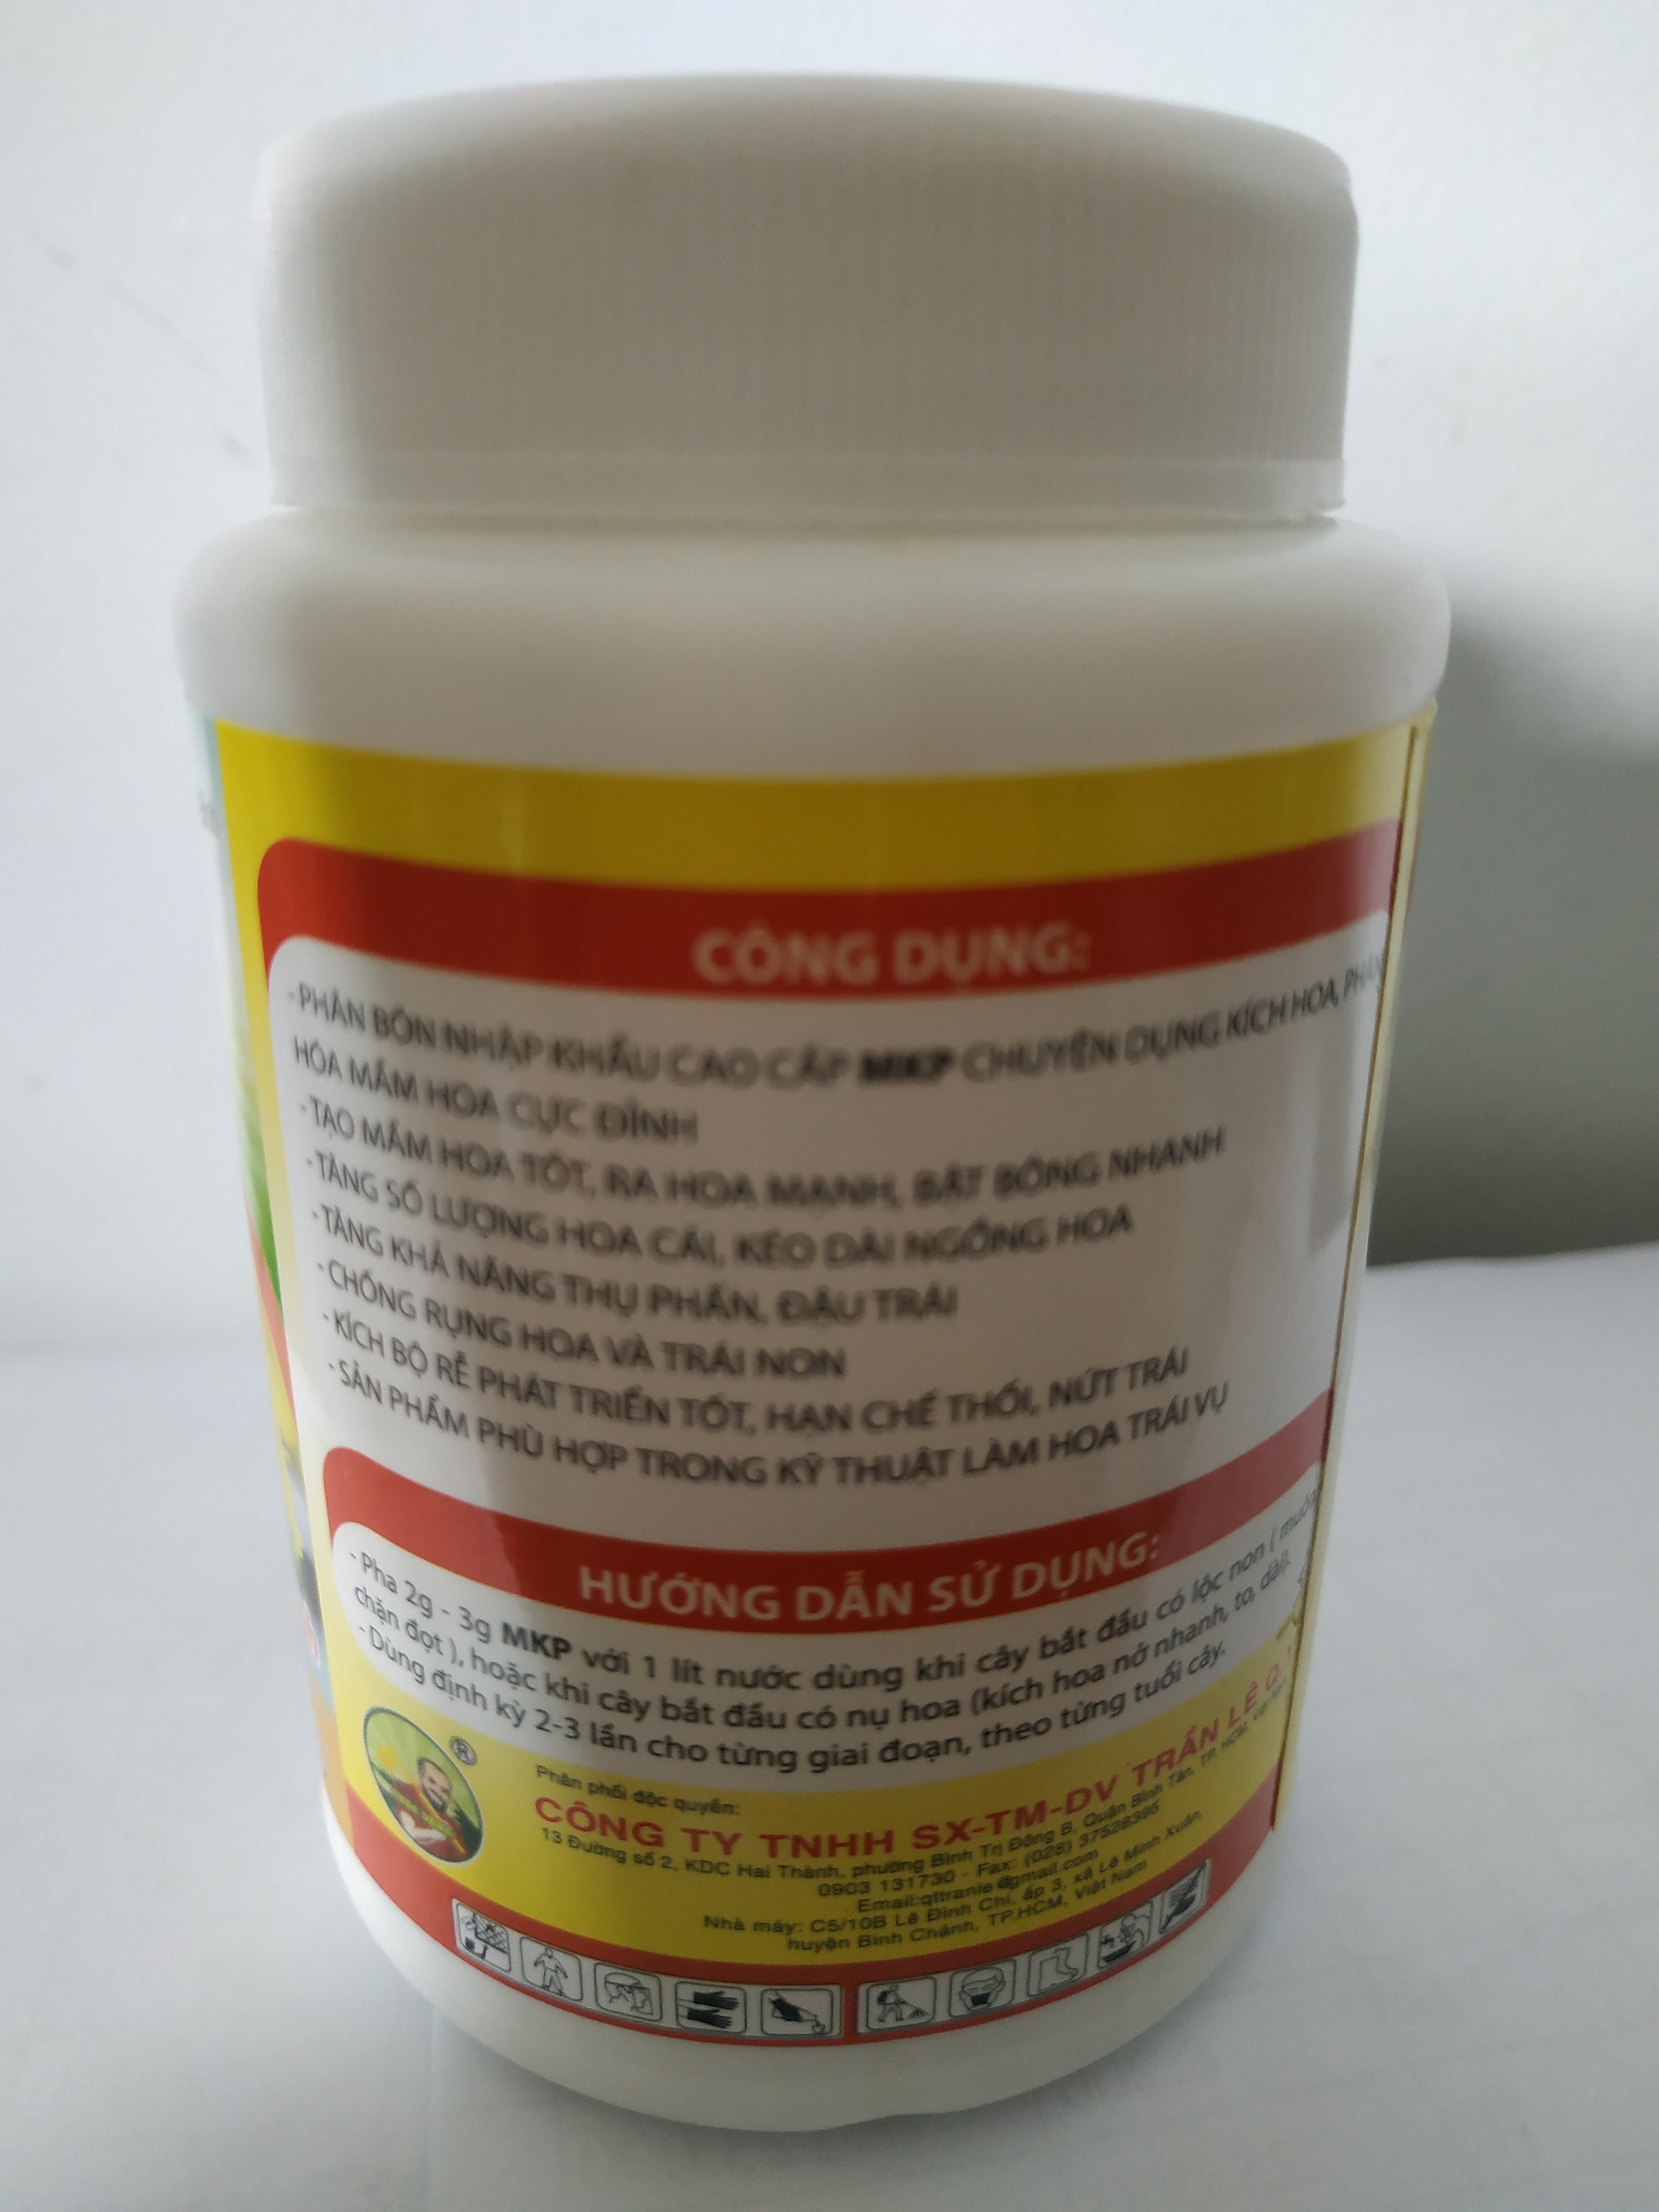 CÔNG DỤNG:
-PHÂN BÓN NHẬP KHẨU CAO CẤP MKP CHUYÊN DỤNG KÍCH HOA, PHÂN
HÓA MẦM HOA CỰC ĐỈNH
-TẠO MẦM HOA TỐT, RA HOA MẠNH, BẬT BÔNG NHANH
-TĂNG SỐ LƯỢNG HOA CÁI, KÉO DÀI NGỒNG HOA
-TĂNG KHẢ NĂNG THỤ PHẤN, ĐẬU TRÁI
-CHỐNG RỤNG HOA VÀ TRÁI NON
-KÍCH BỘ RỄ PHÁT TRIỂN TỐT, HẠN CHẾ THỐI, NỨT TRÁI
-SẢN PHẨM PHÙ HỢP TRONG KỸ THUẬT LÀM HOA TRÁI VỤ
HƯỚNG DẪN SỬ DỤNG:
- Pha 2g - 3g MKP với 1 lít nước dùng khi cây bắt đầu có lộc non ( muốn
chặn đọt ), hoặc khi cây bắt đầu có nụ hoa (kích hoa nở nhanh, to, dài).
- Dùng định kỳ 2-3 lần cho từng giai đoạn, theo từng tuổi cây.
®
Phân phối độc quyền:
CÔNG TY TNHH SX-TM-DV TRẦN LÊ Q.
13 Đường số 2, KDC Hai Thành, phường Bình Trị Đông B, Quận Bình Tân, TP. HCM, Việt Nam
0903 131730 - Fax: (028) 37528395
Email:qttranle@gmail.com
Nhà máy: C5/10B Lê Đình Chi, ấp 3, xã Lê Minh Xuân,
huyện Bình Chánh, TP.HCM, Việt Nam